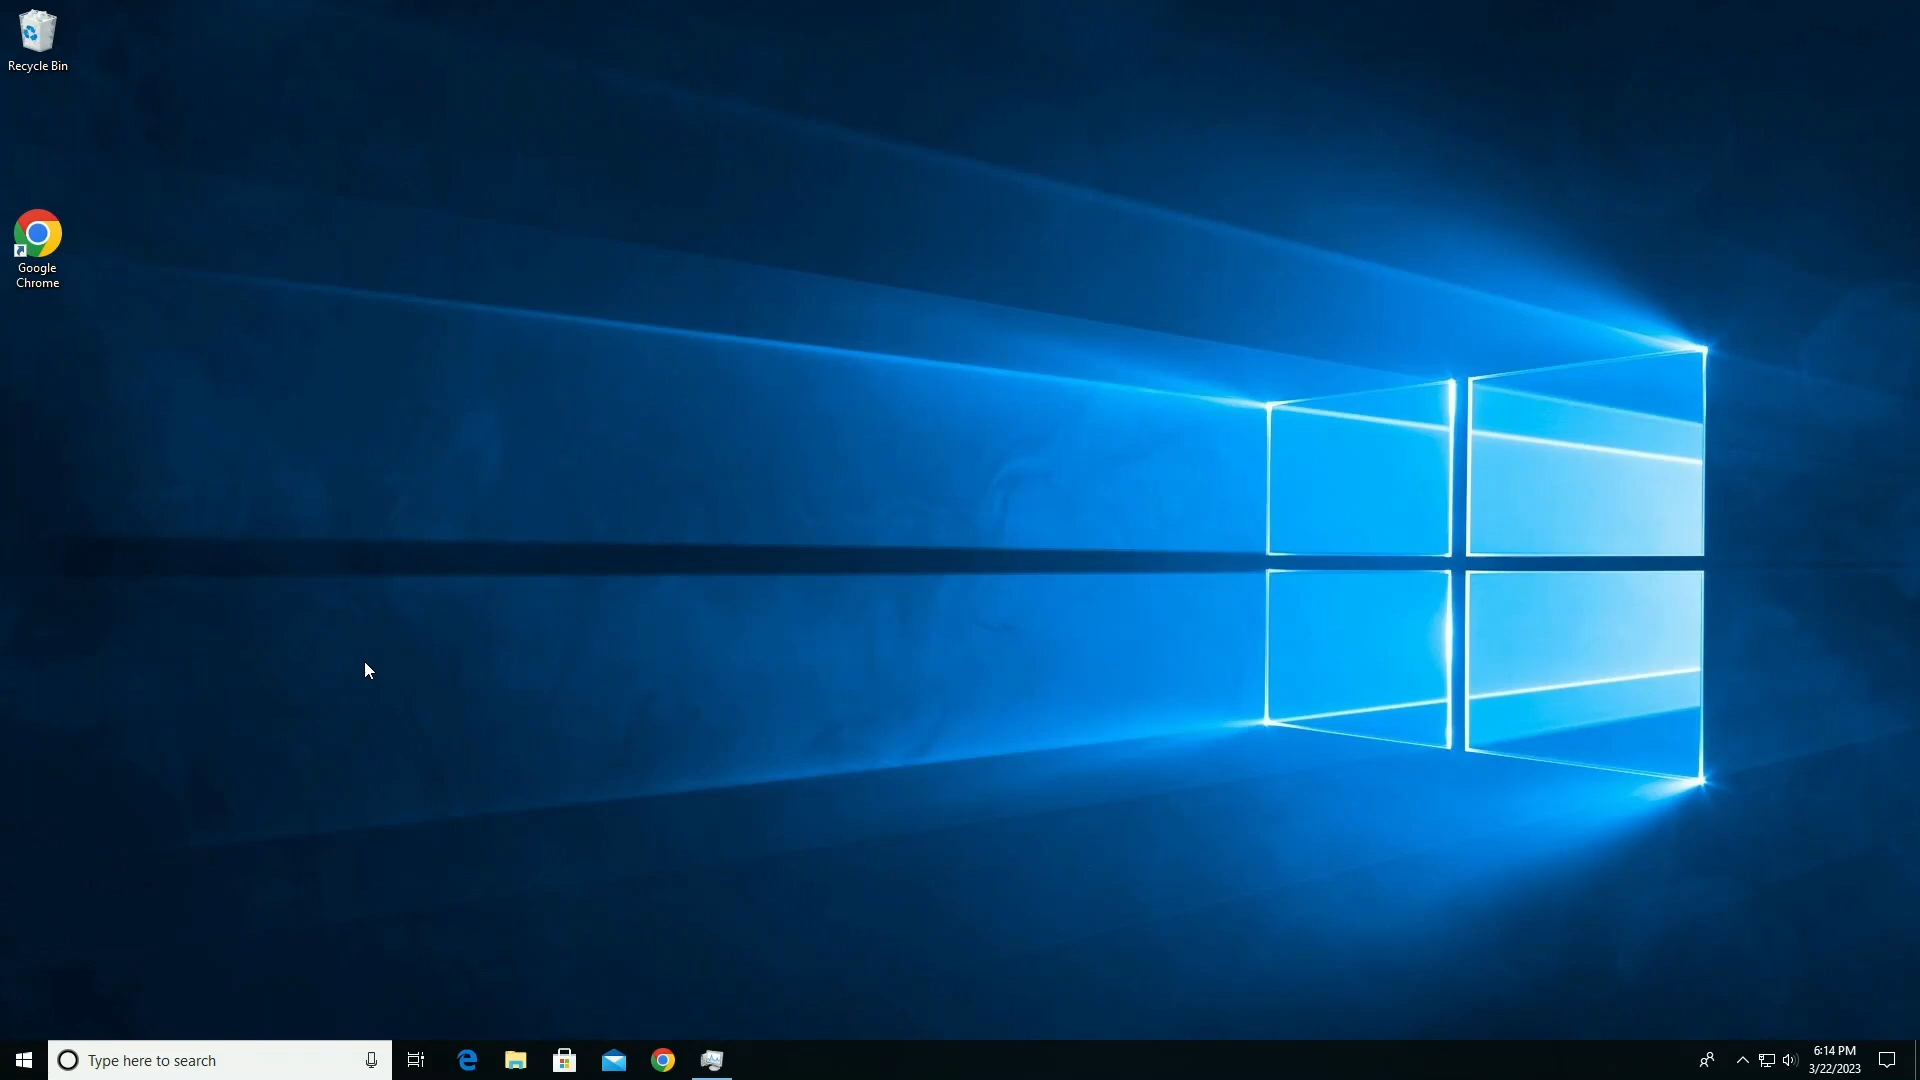 Recycle Bin
Google
Chrome
Type here to search
6:14 PM
3/22/2023